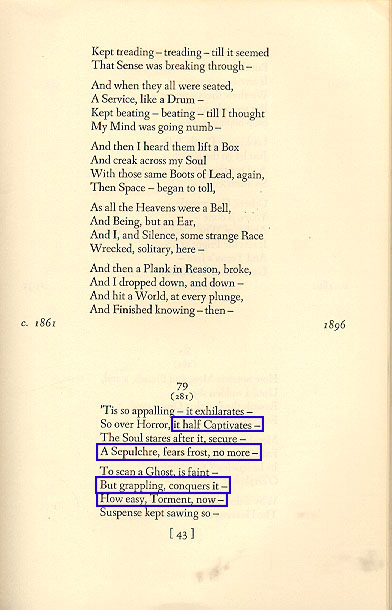 Kept treading – treading – till it seemed
That Sense was breaking through –
And when they all were seated,
A Service, like a Drum –
Kept beating – beating – till I thought
My Mind was going numb –
And then I heard them lift a Box
And creak across my Soul
With those same Boots of Lead, again,
Then Space – began to toll,
As all the Heavens were a Bell,
And Being, but an Ear,
And I, and Silence, some strange Race
Wrecked, solitary, here –
And then a Plank in Reason, broke,
And I dropped down, and down –
And hit a World, at every plunge,
And Finished knowing – then –
c. 1861 1896
79
(281)
'Tis so appalling – it exhilarates –
So over Horror, it half Captivates –
The Soul stares after it, secure –
A Sepulchre, fears frost, no more –
To scan a Ghost, is faint –
But grappling, conquers it –
How easy, Torment, now –
Suspense kept sawing so –
[ 43 ]